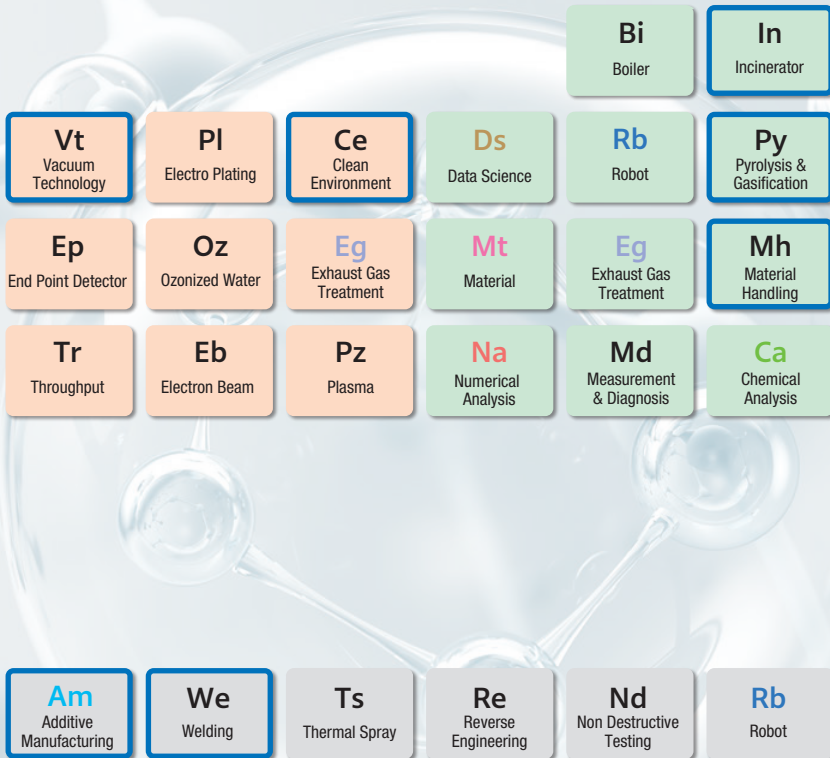 Bi
Boiler
In
Incinerator
Vt
Vacuum
Technology
Pl
Electro Plating
Ce
Clean
Environment
Ds
Data Science
Rb
Robot
Py
Pyrolysis &
Gasification
Ep
End Point Detector
Oz
Ozonized Water
Eg
Exhaust Gas
Treatment
Mt
Material
Eg
Exhaust Gas
Treatment
Mh
Material
Handling
Tr
Throughput
Eb
Electron Beam
Pz
Plasma
Na
Numerical
Analysis
Md
Measurement
& Diagnosis
Ca
Chemical
Analysis
Am
Additive
Manufacturing
We
Welding
Ts
Thermal Spray
Re
Reverse
Engineering
Nd
Non Destructive
Testing
Rb
Robot